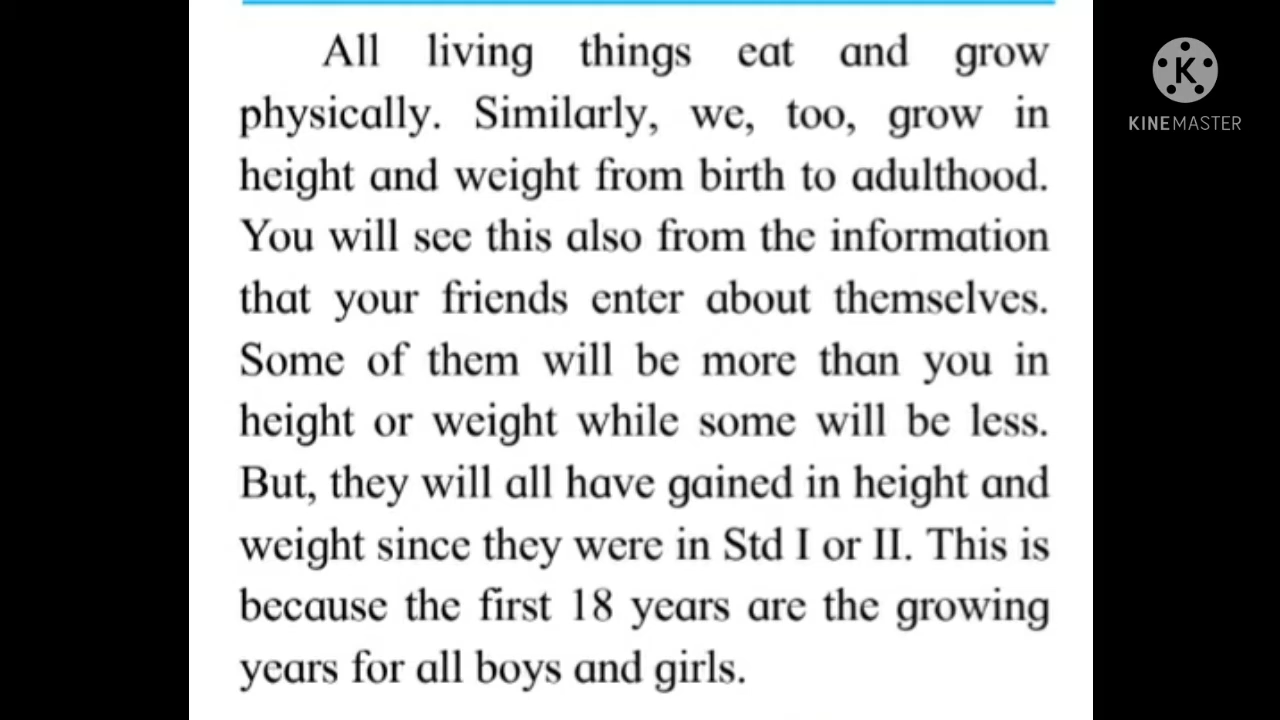 All living things eat and grow
physically. Similarly, we, too, grow in
height and weight from birth to adulthood.
You will see this also from the information
that your friends enter about themselves.
Some of them will be more than you in
height or weight while some will be less.
But, they will all have gained in height and
weight since they were in Std I or II. This is
because the first 18 years are the growing
years for all boys and girls.
K
KINEMASTER